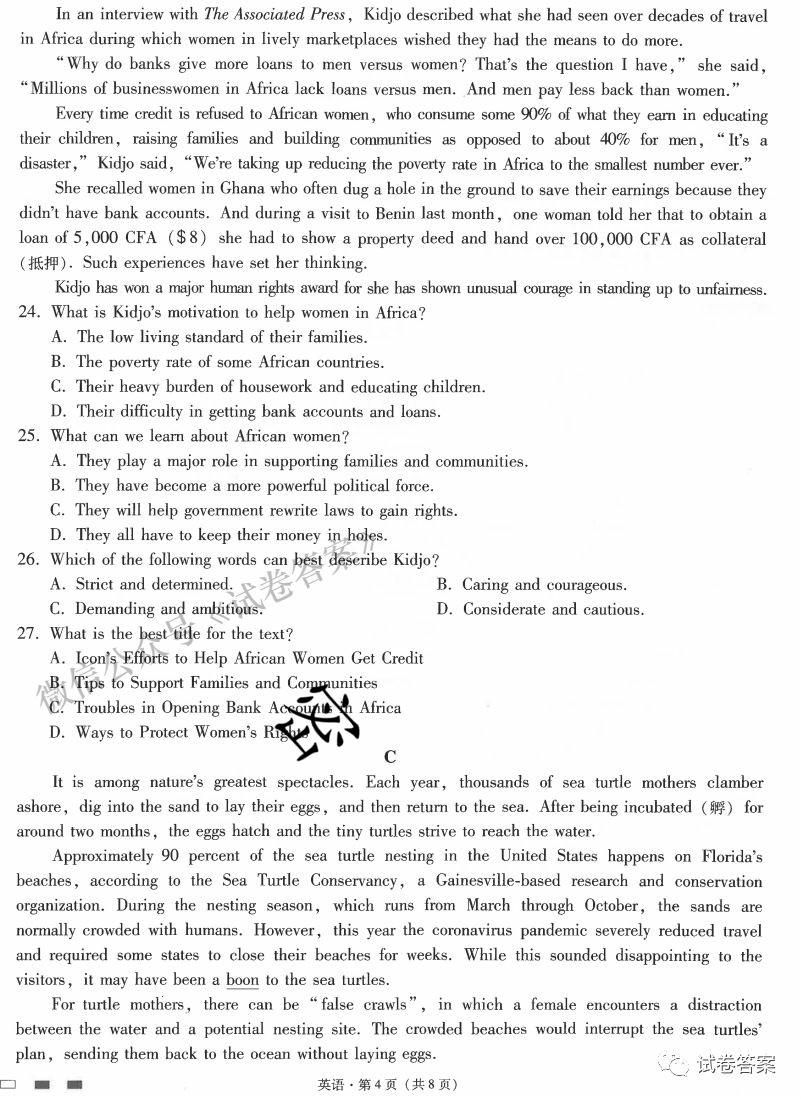 In an interview with The Associated Press, Kidjo described what she had seen over decades of travel
in Africa during which women in lively marketplaces wished they had the means to do more.
“Why do banks give more loans to men versus women? That's the question I have,” she said,
“Millions of businesswomen in Africa lack loans versus men. And men pay less back than women.”
Every time credit is refused to African women, who consume some 90% of what they earn in educating
their children, raising families and building communities as opposed to about 40% for men, “It's a
disaster,” Kidjo said, “We're taking up reducing the poverty rate in Africa to the smallest number ever.”
She recalled women in Ghana who often dug a hole in the ground to save their earnings because they
didn't have bank accounts. And during a visit to Benin last month, one woman told her that to obtain a
loan of 5,000 CFA ($8) she had to show a property deed and hand over 100,000 CFA as collateral
(抵押). Such experiences have set her thinking.
Kidjo has won a major human rights award for she has shown unusual courage in standing up to unfairness.
24. What is Kidjo's motivation to help women in Africa?
A. The low living standard of their families.
B. The poverty rate of some African countries.
C. Their heavy burden of housework and educating children.
D. Their difficulty in getting bank accounts and loans.
25. What can we learn about African women?
A. They play a major role in supporting families and communities.
B. They have become a more powerful political force.
C. They will help government rewrite laws to gain rights.
D. They all have to keep their money in holes.
26. Which of the following words can best describe Kidjo?
A. Strict and determined. B. Caring and courageous.
C. Demanding and ambitious. D. Considerate and cautious.
27. What is the best title for the text?
A. Icon's Efforts to Help African Women Get Credit
B. Tips to Support Families and Communities
C. Troubles in Opening Bank Accounts in Africa
D. Ways to Protect Women's Rights
微信公众号《试卷答案》
密
C
It is among nature's greatest spectacles. Each year, thousands of sea turtle mothers clamber
ashore, dig into the sand to lay their eggs, and then return to the sea. After being incubated (孵) for
around two months, the eggs hatch and the tiny turtles strive to reach the water.
Approximately 90 percent of the sea turtle nesting in the United States happens on Florida's
beaches, according to the Sea Turtle Conservancy, a Gainesville-based research and conservation
organization. During the nesting season, which runs from March through October, the sands are
normally crowded with humans. However, this year the coronavirus pandemic severely reduced travel
and required some states to close their beaches for weeks. While this sounded disappointing to the
visitors, it may have been a boon to the sea turtles.
For turtle mothers, there can be “false crawls”, in which a female encounters a distraction
between the water and a potential nesting site. The crowded beaches would interrupt the sea turtles'
plan, sending them back to the ocean without laying eggs.
英语·第4页(共8页)
试卷答案